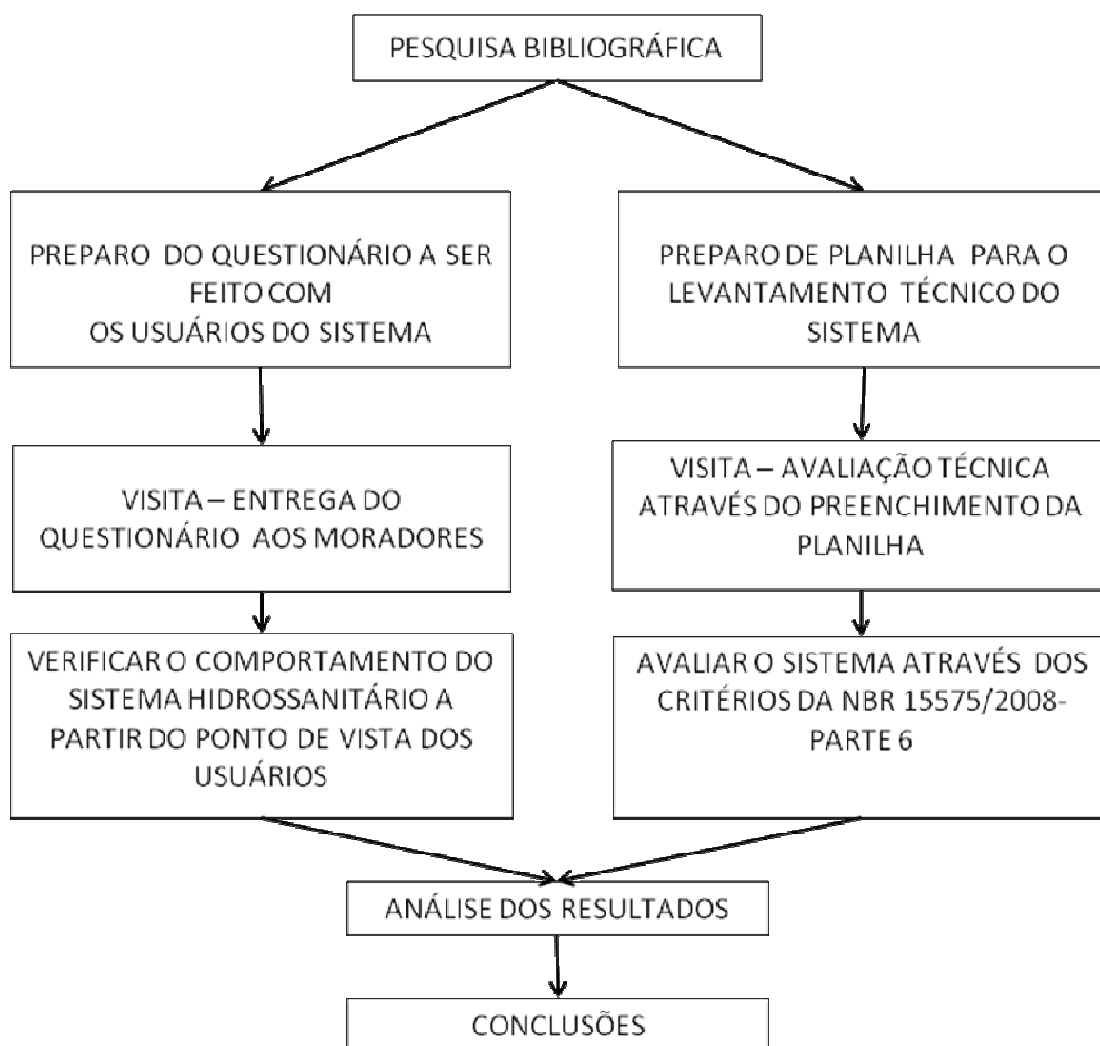 PESQUISA BIBLIOGRÁFICA
PREPARO DO QUESTIONÁRIO A SER
FEITO COM
OS USUÁRIOS DO SISTEMA
PREPARO DE PLANILHA PARA O
LEVANTAMENTO TÉCNICO DO
SISTEMA
VISITA – ENTREGA DO
QUESTIONÁRIO AOS MORADORES
VISITA – AVALIAÇÃO TÉCNICA
ATRAVÉS DO PREENCHIMENTO DA
PLANILHA
VERIFICAR O COMPORTAMENTO DO
SISTEMA HIDROSSANITÁRIO A
PARTIR DO PONTO DE VISTA DOS
USUÁRIOS
AVALIAR O SISTEMA ATRAVÉS DOS
CRITÉRIOS DA NBR 15575/2008-
PARTE 6
ANÁLISE DOS RESULTADOS
CONCLUSÕES